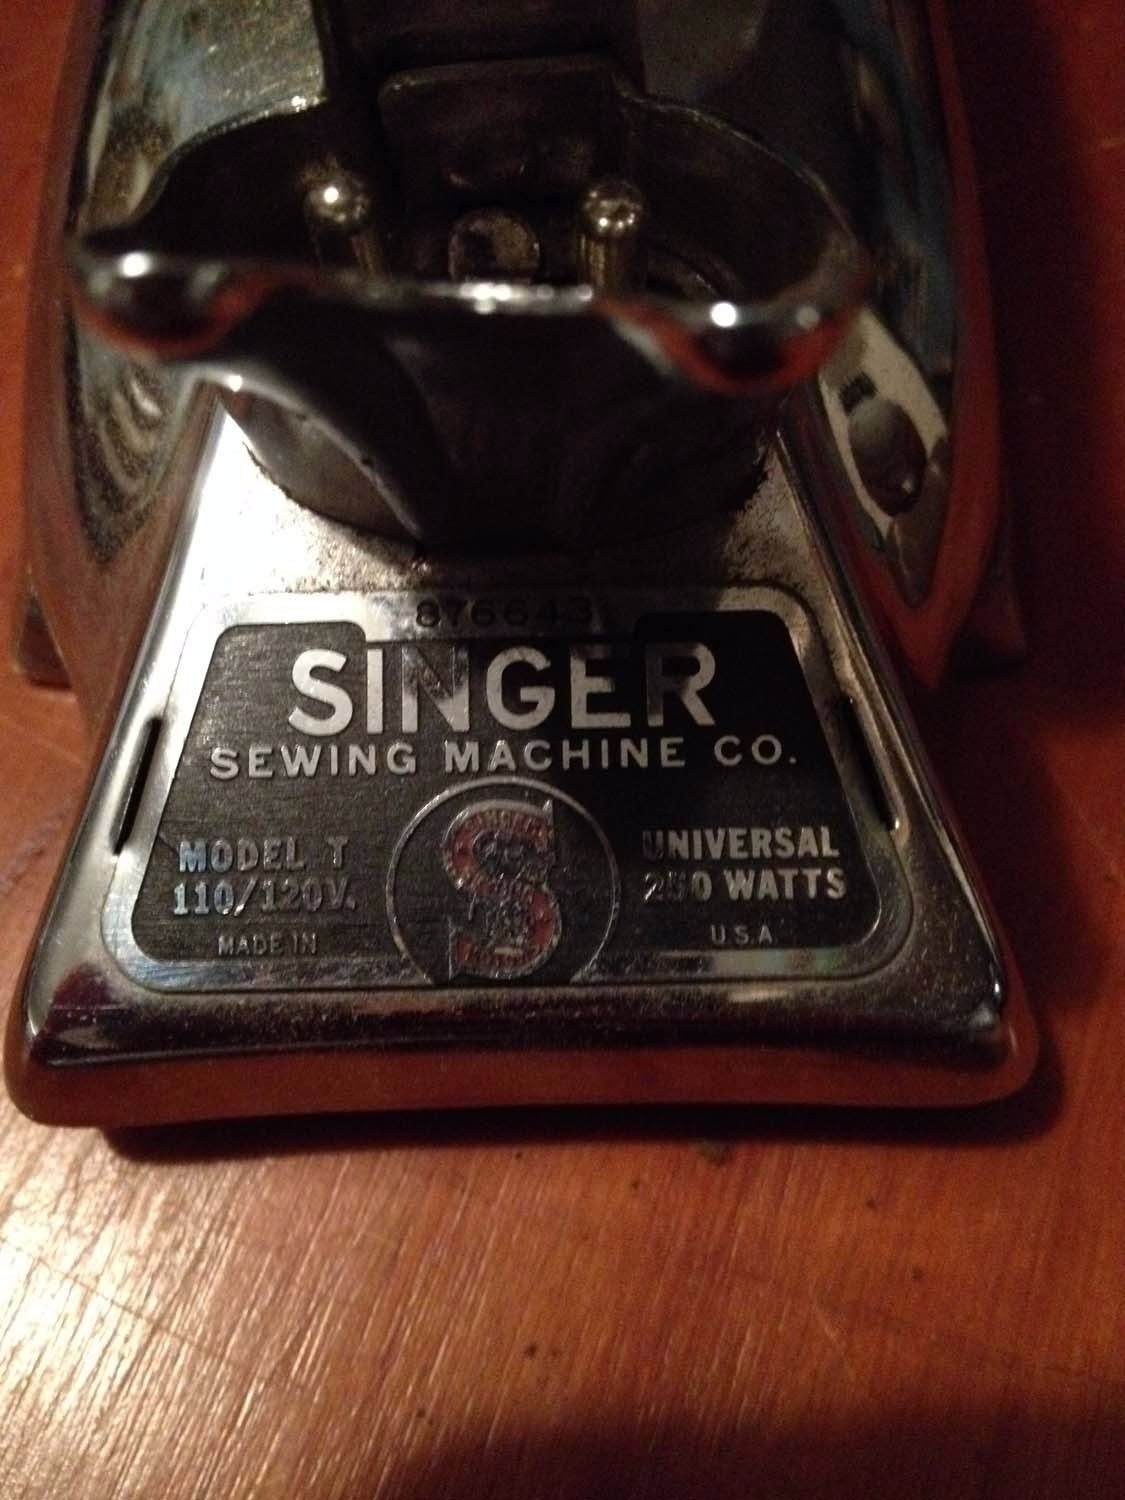 876643
SINGER
SEWING MACHINE CO.
MODEL T
110/120V.
MADE IN
S
UNIVERSAL
250 WATTS
U.S.A